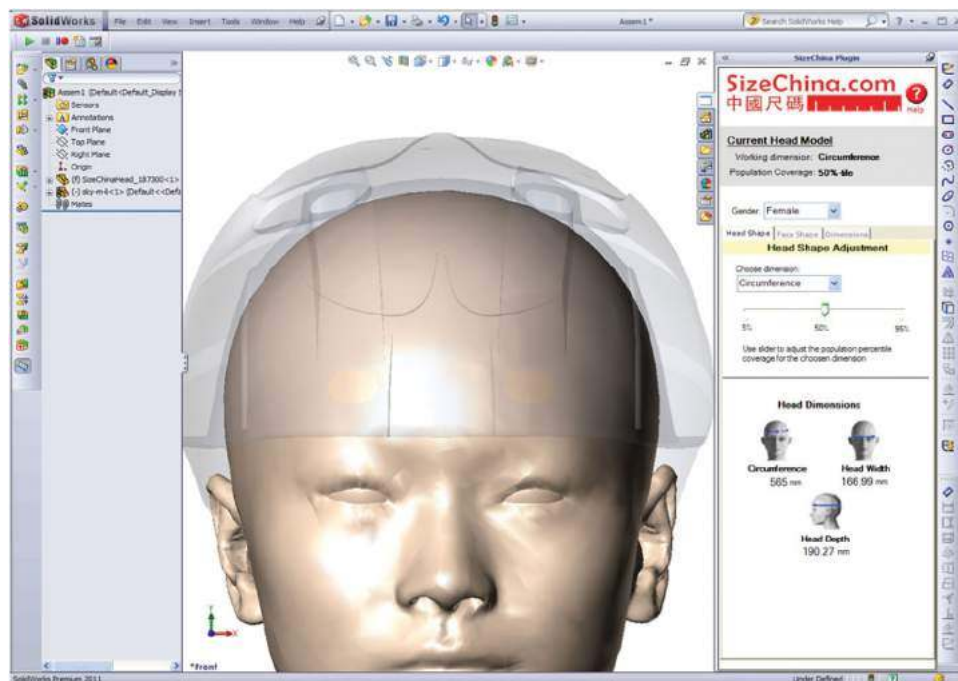 SolidWorks
File Edit View Insert Tools Window Help
Assem1 *
Search SolidWorks Help
SizeChina Plugin
Assem1 (Default<Default_Display
Sensors
Annotations
Front Plane
Top Plane
Right Plane
Origin
(f) SizeChinaHead_187300<1>
(-) sky-m-li<1> (Default<<Defa
Mates
SizeChina.com
中國尺碼
Help
Current Head Model
Working dimension: Circumference
Population Coverage: 50%-tile
Gender: Female
Head Shape Face Shape Dimensions
Head Shape Adjustment
Choose dimension:
Circumference
5% 50% 95%
Use slider to adjust the population percentile
coverage for the choosen dimension
Head Dimensions
Circumference Head Width
565 mm 166.99 mm
Head Depth
190.27 mm
Y
X
*Front
SolidWorks Premium 2011
Under Defined